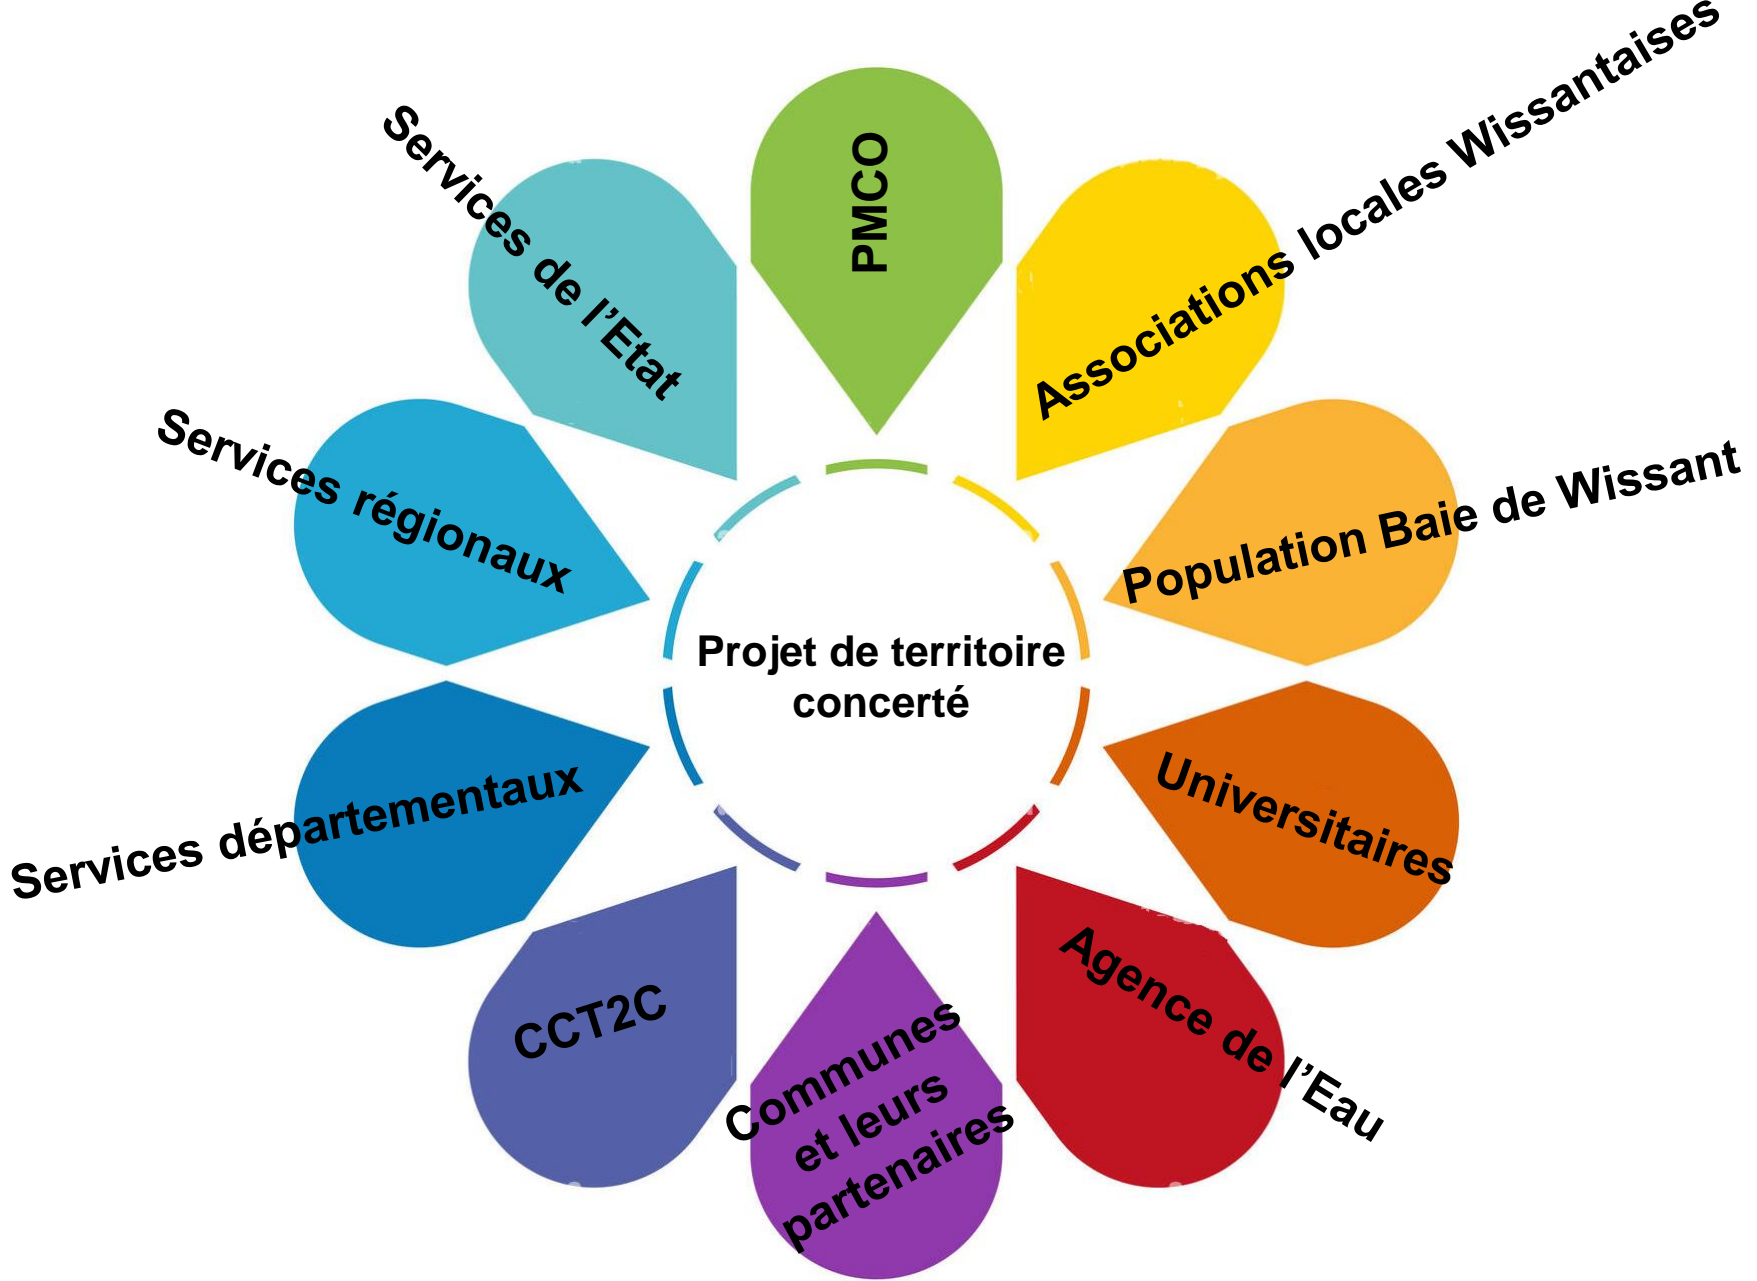 PMCO
Associations locales Wissantaises
Population Baie de Wissant
Universitaires
Agence de l’Eau
Communes
et leurs
partenaires
CCT2C
Services départementaux
Services régionaux
Services de l’Etat
Projet de territoire
concerté